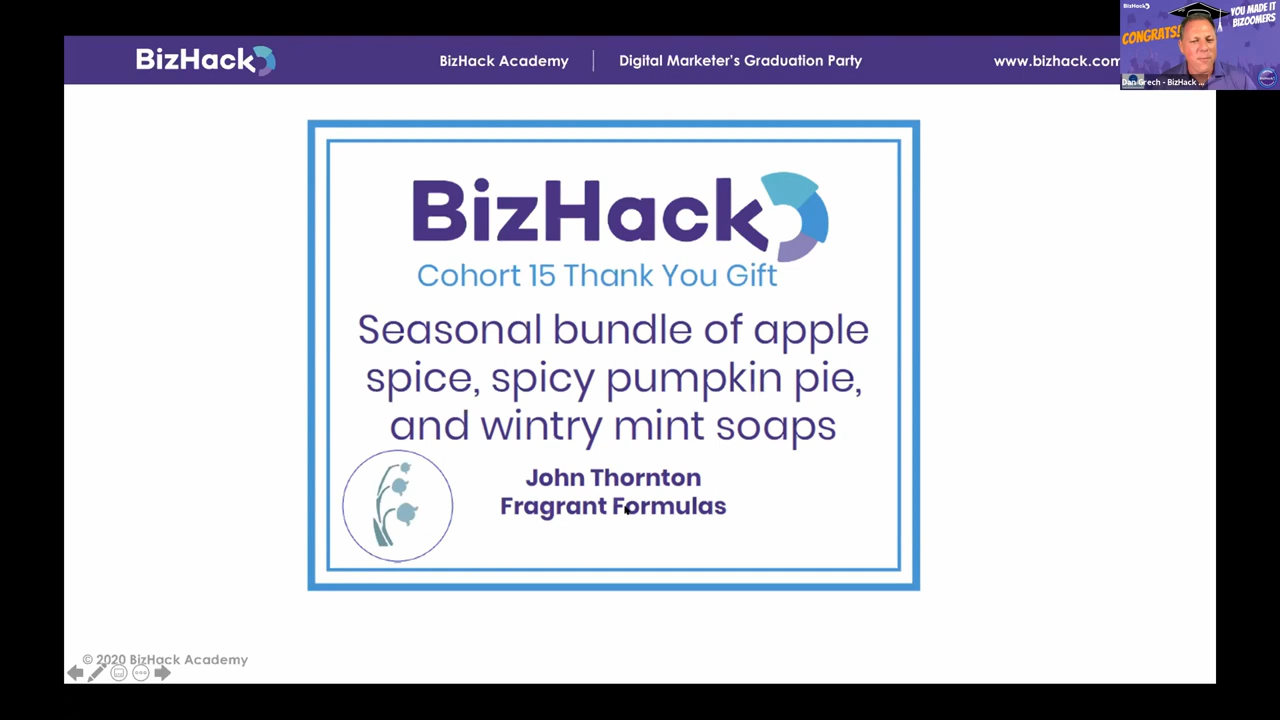 BizHack
BizHack Academy
Digital Marketer's Graduation Party
www.bizhack.com
BizHack
CONGRATS!
YOU MADE IT
BIZOOMERS
Dan Grech - BizHack ...
BizHack
Cohort 15 Thank You Gift
Seasonal bundle of apple
spice, spicy pumpkin pie,
and wintry mint soaps
John Thornton
Fragrant Formulas
© 2020 BizHack Academy